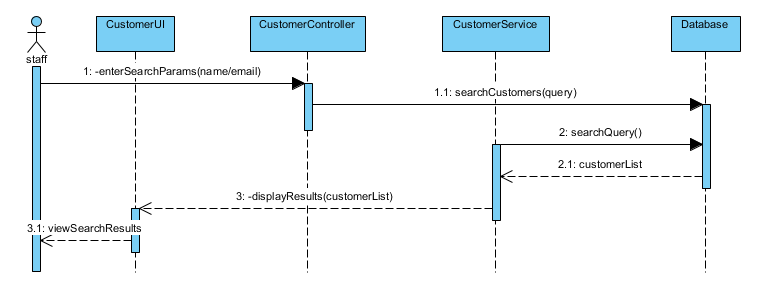 CustomerUI
CustomerController
CustomerService
Database
staff
1: -enterSearchParams(name/email)
1.1: searchCustomers(query)
2: searchQuery()
2.1: customerList
3: -displayResults(customerList)
3.1: viewSearchResults